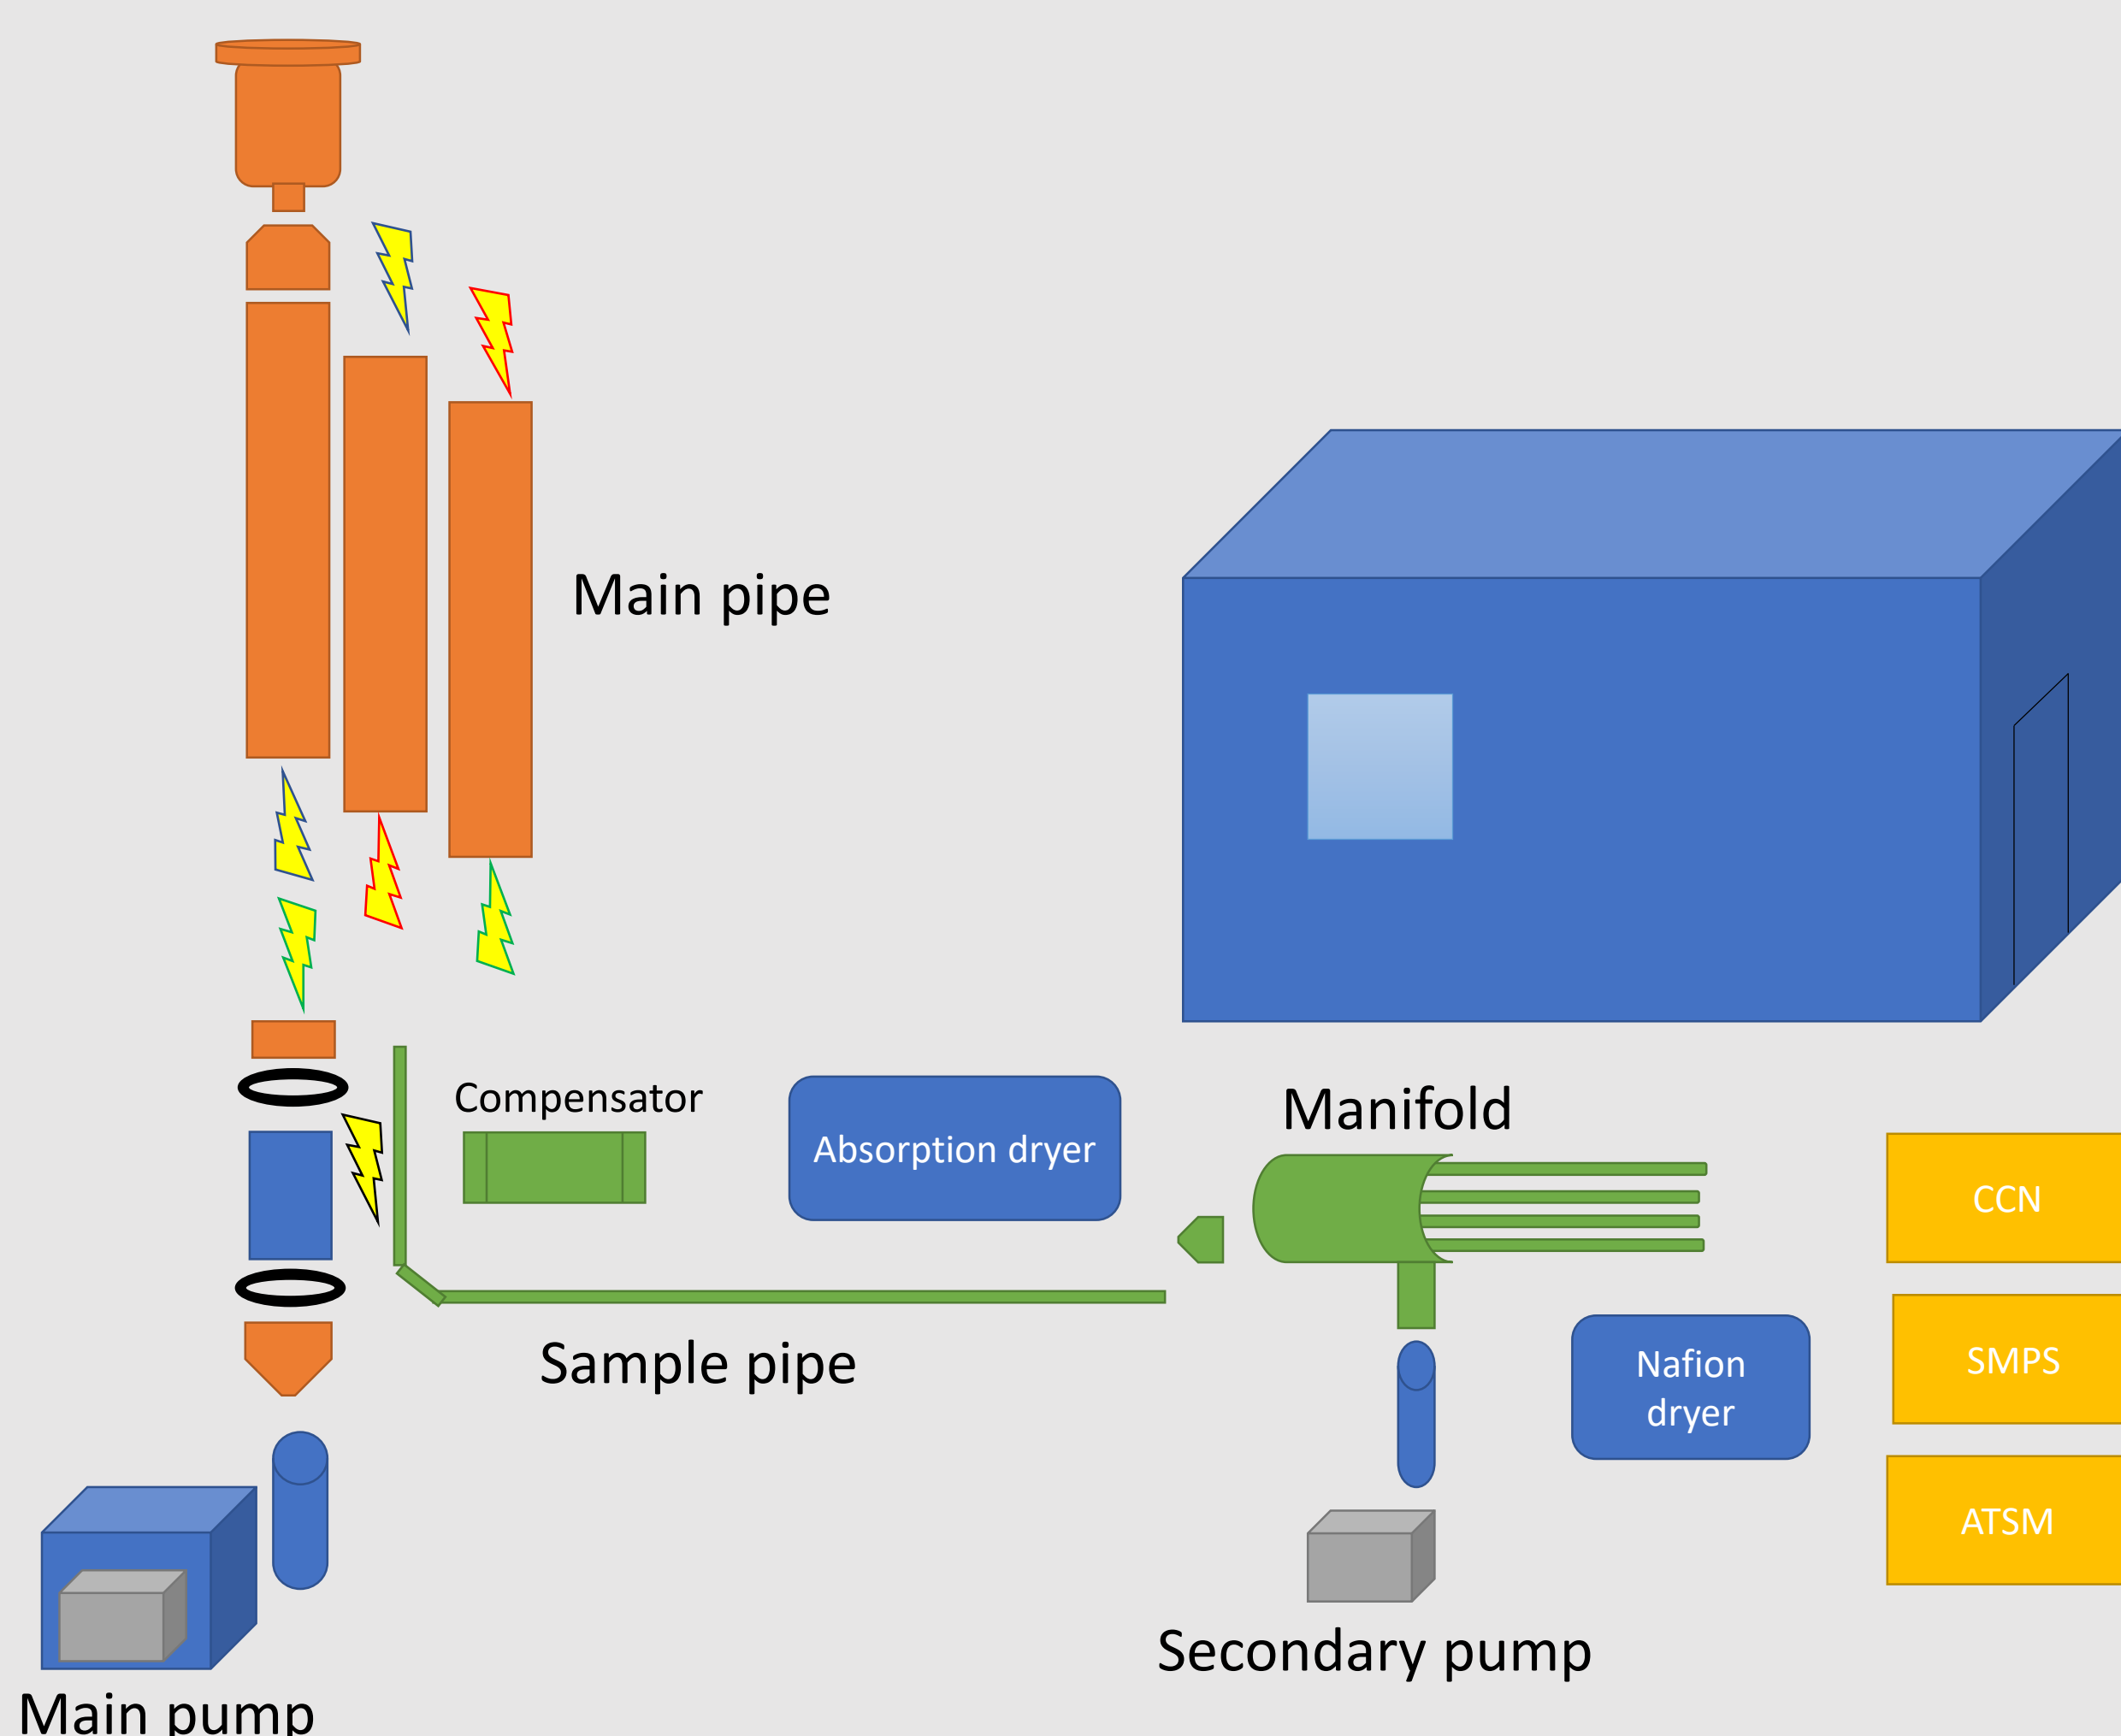 Main pipe
Compensator
Absorption dryer
Manifold
CCN
Sample pipe
Nafion
dryer
SMPS
ATSM
Secondary pump
Main pump